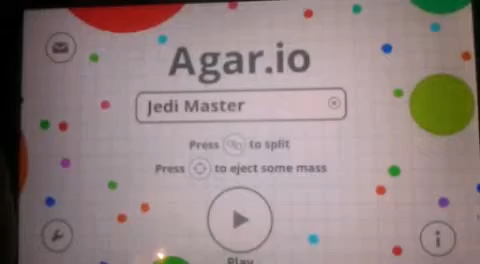 Agar.io
Jedi Master
Press to split
Press to eject some mass
Play